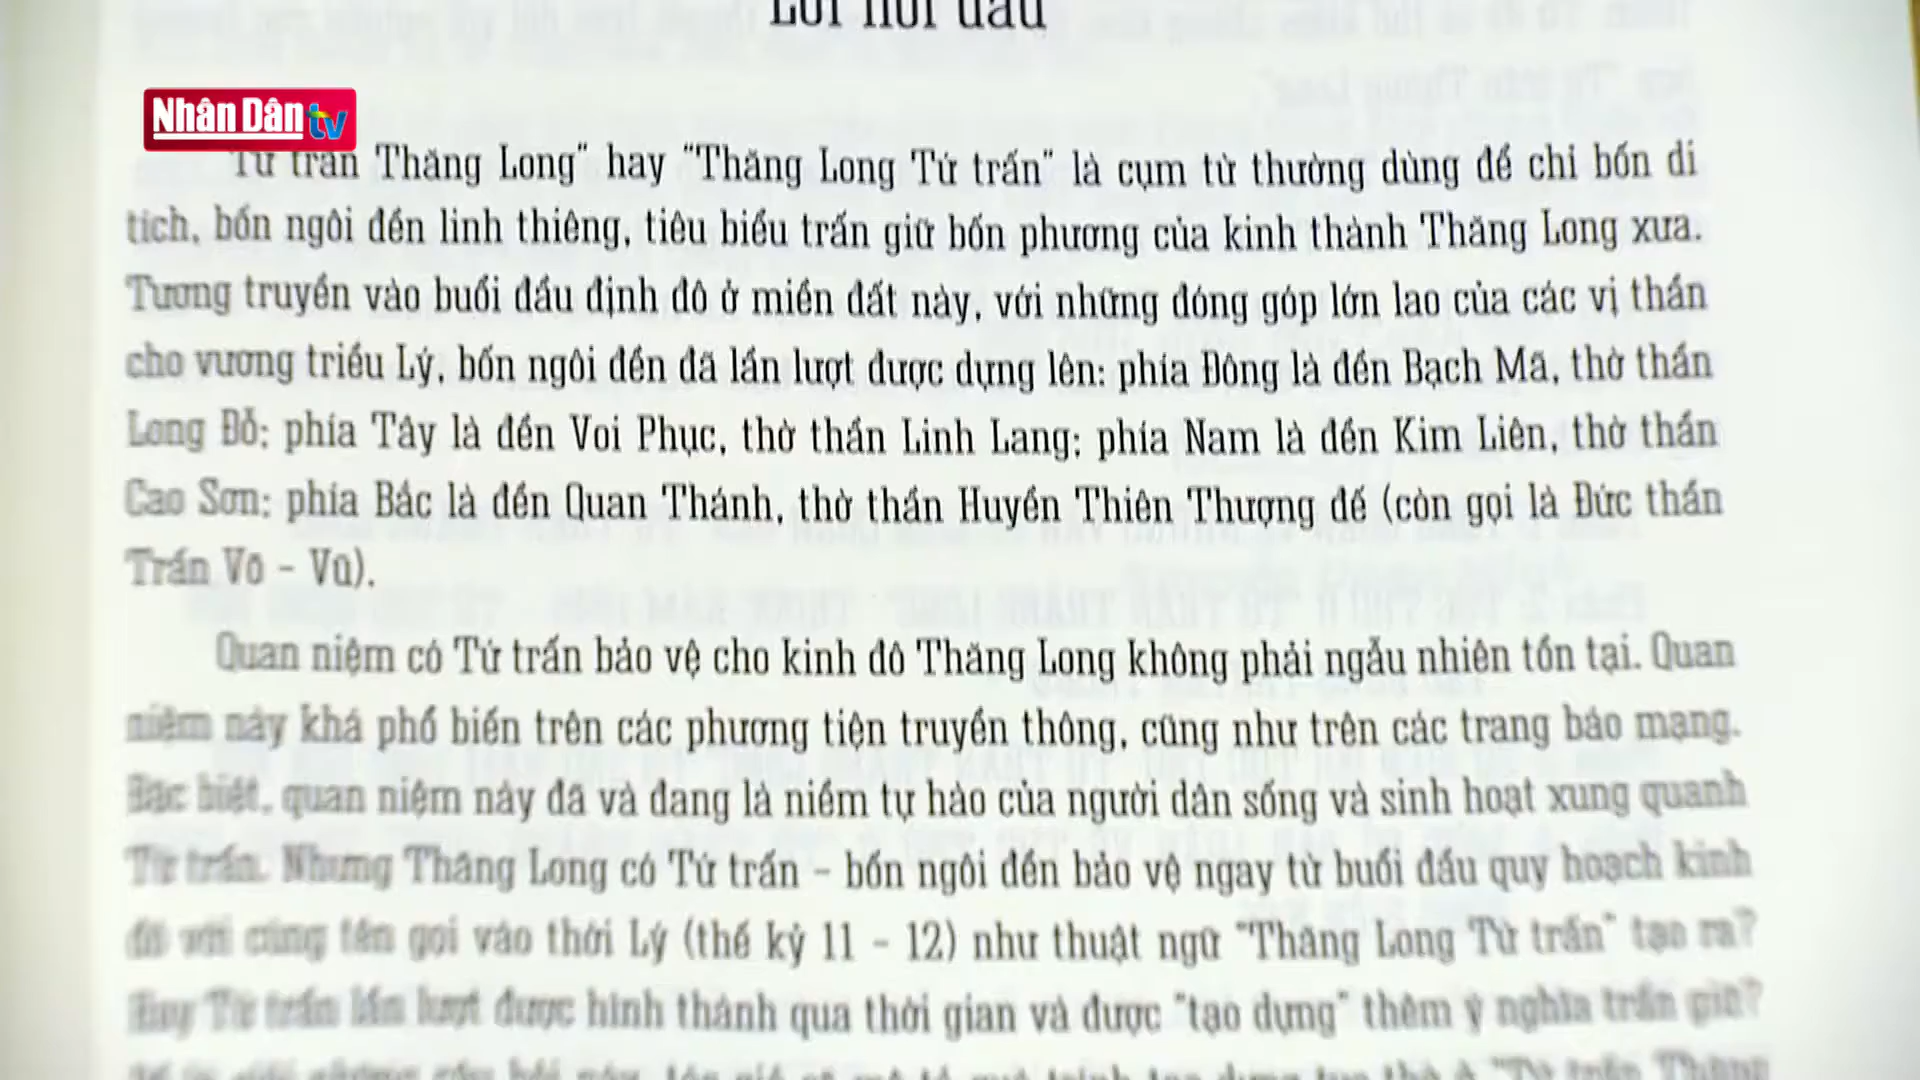 Lời nói đầu
Nhân Dân tv
"Tứ trấn Thăng Long" hay "Thăng Long Tứ trấn" là cụm từ thường dùng để chỉ bốn di
tích, bốn ngôi đền linh thiêng, tiêu biểu trấn giữ bốn phương của kinh thành Thăng Long xưa.
Tương truyền vào buổi đầu định đô ở miền đất này, với những đóng góp lớn lao của các vị thần
cho vương triều Lý, bốn ngôi đền đã lần lượt được dựng lên: phía Đông là đền Bạch Mã, thờ thần
Long Đỗ; phía Tây là đền Voi Phục, thờ thần Linh Lang; phía Nam là đền Kim Liên, thờ thần
Cao Sơn; phía Bắc là đền Quan Thánh, thờ thần Huyền Thiên Thượng đế (còn gọi là Đức thần
Trấn Võ - Vũ).
Quan niệm có Tứ trấn bảo vệ cho kinh đô Thăng Long không phải ngẫu nhiên tồn tại. Quan
niệm này khá phổ biến trên các phương tiện truyền thông, cũng như trên các trang báo mạng.
Đặc biệt, quan niệm này đã và đang là niềm tự hào của người dân sống và sinh hoạt xung quanh
Tứ trấn. Nhưng Thăng Long có Tứ trấn - bốn ngôi đền bảo vệ ngay từ buổi đầu quy hoạch kinh
đô với cùng tên gọi vào thời Lý (thế kỷ 11 - 12) như thuật ngữ "Thăng Long Tứ trấn" tạo ra?
Hay Tứ trấn lần lượt được hình thành qua thời gian và được "tạo dựng" thêm ý nghĩa trấn giữ?